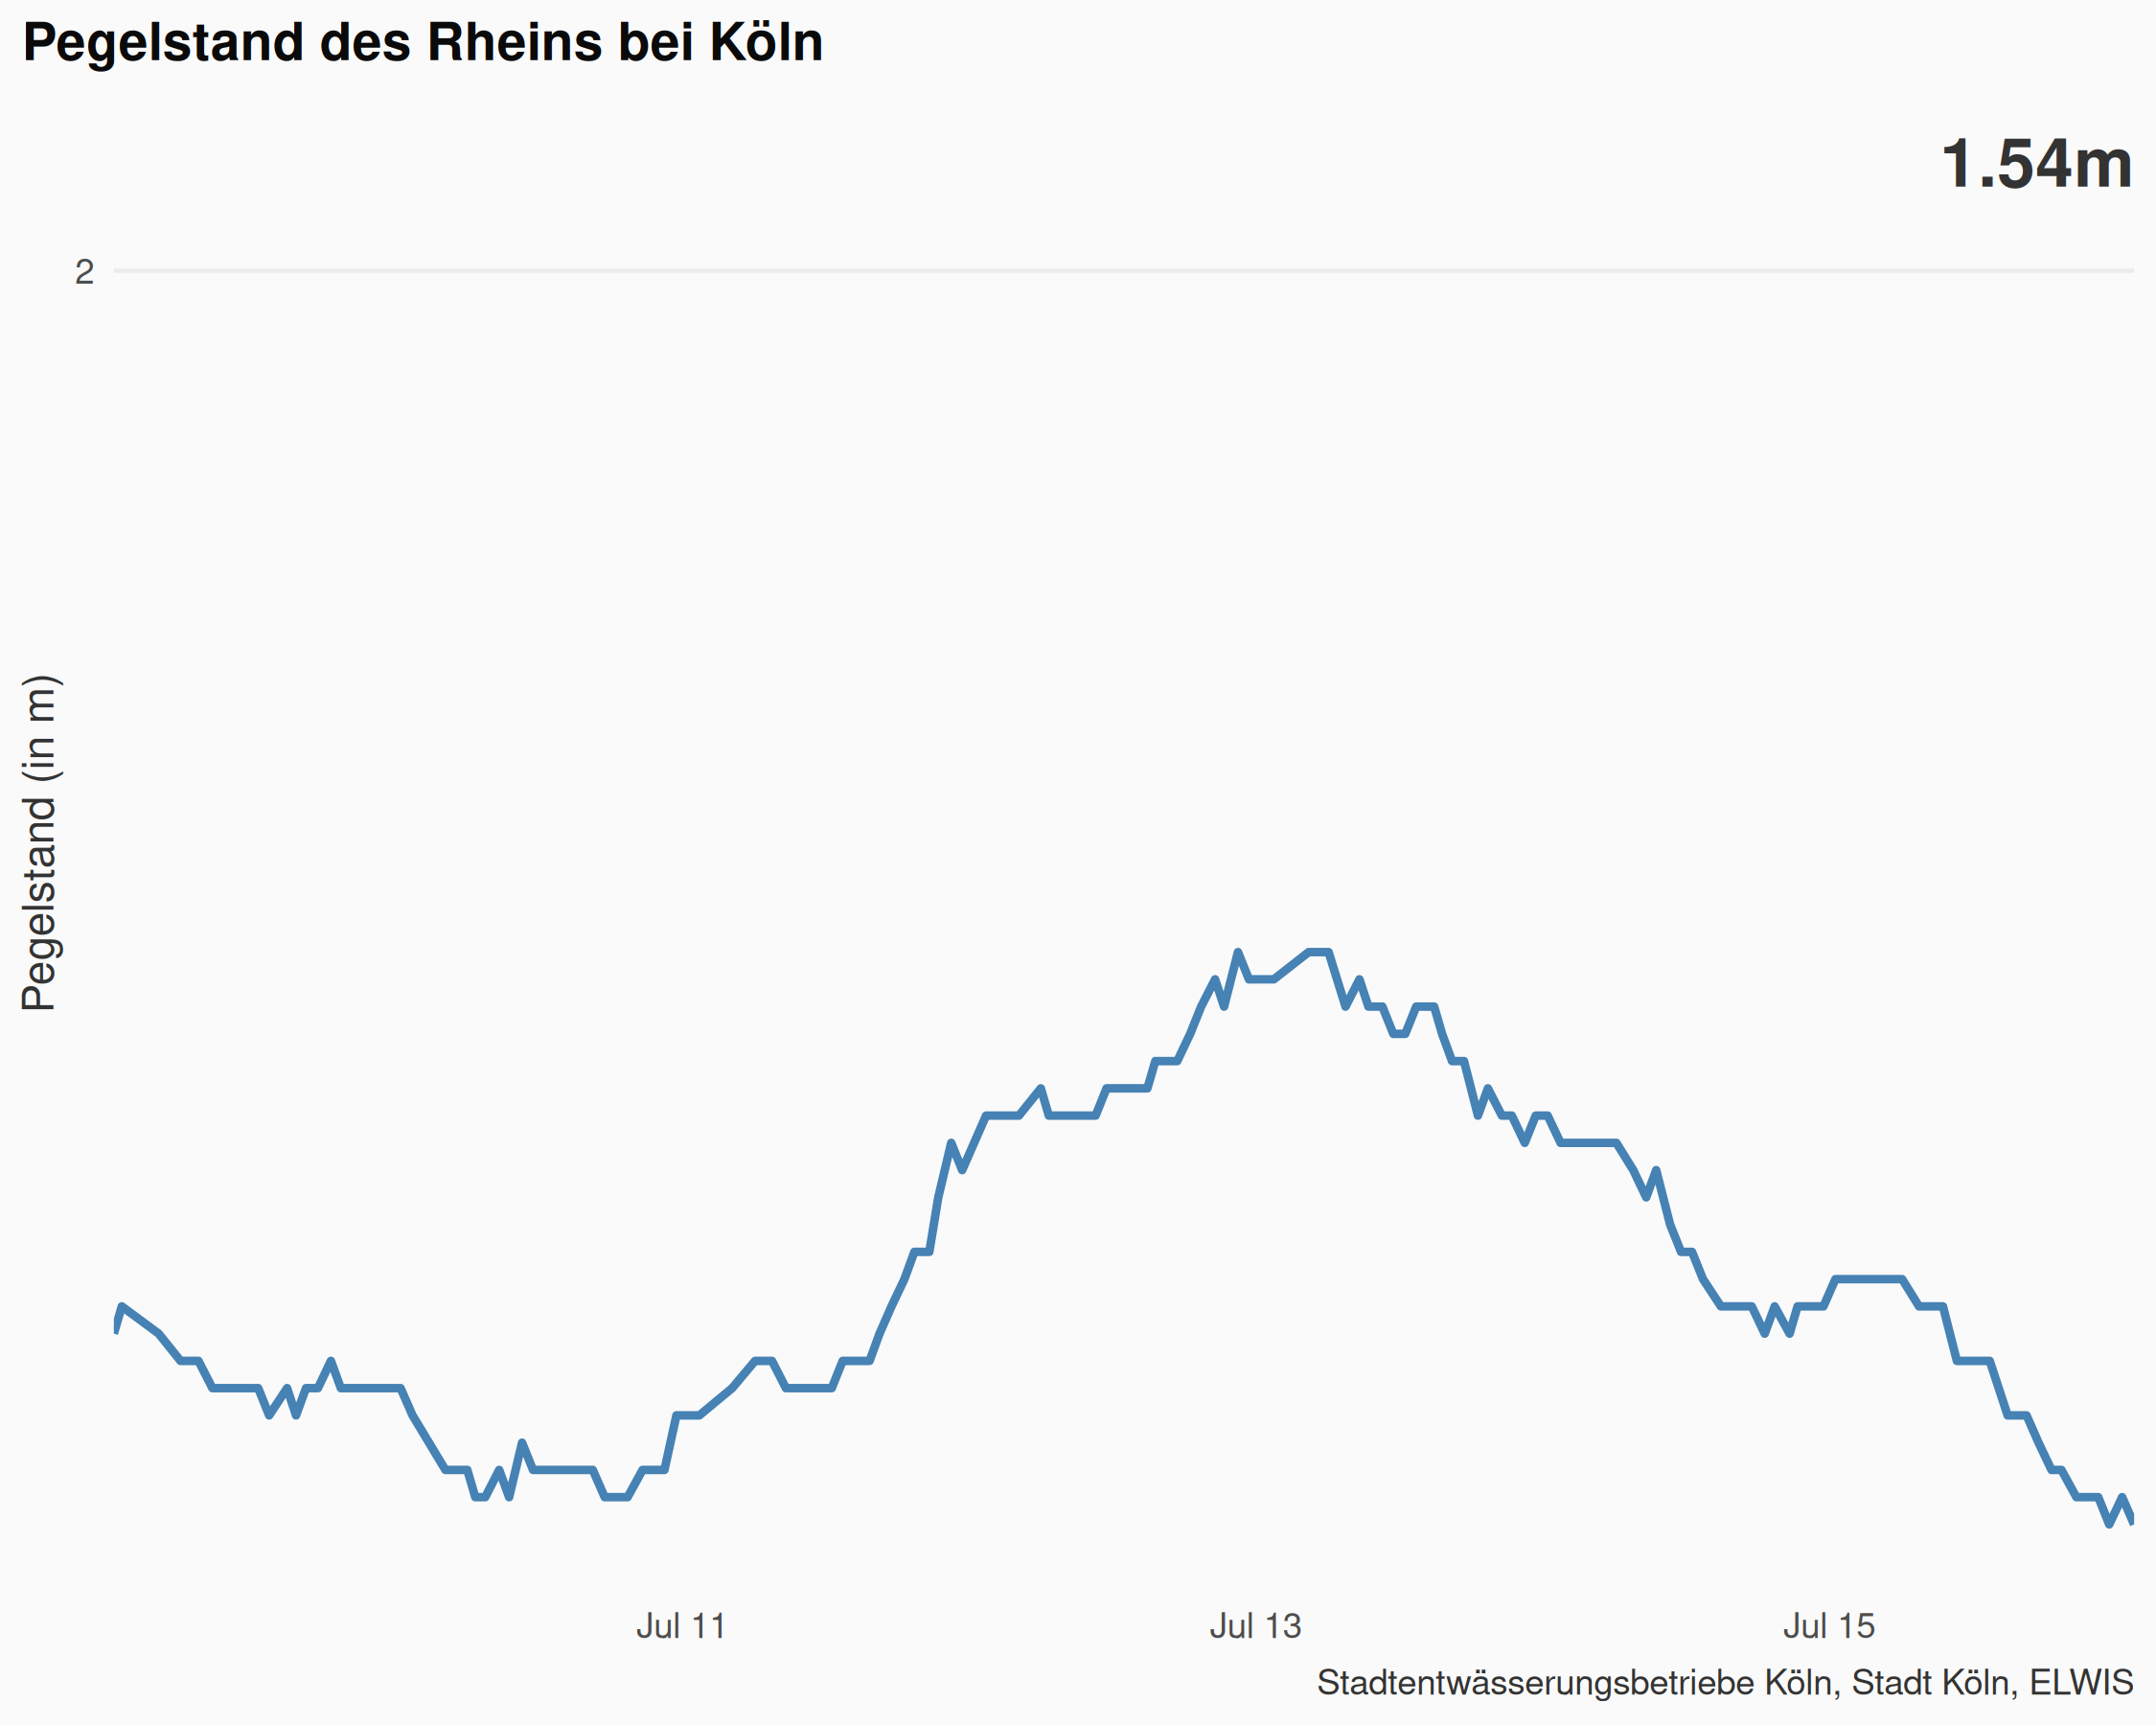 Pegelstand des Rheins bei Köln
1.54m
2
Pegelstand (in m)
Jul 11
Jul 13
Jul 15
Stadtentwässerungsbetriebe Köln, Stadt Köln, ELWIS